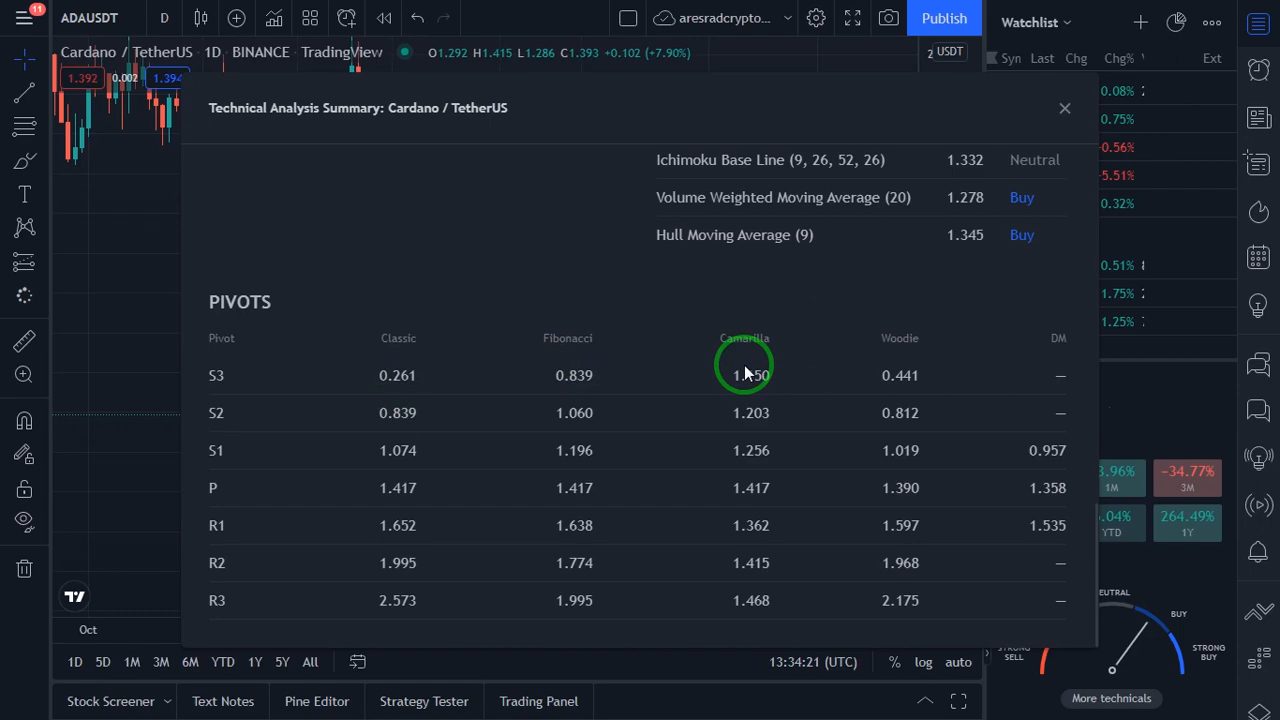 11
ADAUSDT
D
aresradcrypto...
Publish
Watchlist
Cardano / TetherUS · 1D · BINANCE · TradingView
O1.292 H1.415 L1.286 C1.393 +0.102 (+7.90%)
USDT
Last Chg Chg% Ext
1.392 0.002
Technical Analysis Summary: Cardano / TetherUS
0.08%
0.75%
−0.56%
−5.51%
0.32%
0.51%
1.75%
1.25%
Ichimoku Base Line (9, 26, 52, 26) 1.332 Neutral
Volume Weighted Moving Average (20) 1.278 Buy
Hull Moving Average (9) 1.345 Buy
PIVOTS
Pivot Classic Fibonacci Camarilla Woodie DM
S3 0.261 0.839 0.441 —
S2 0.839 1.060 1.203 0.812 —
S1 1.074 1.196 1.256 1.019 0.957
P 1.417 1.417 1.417 1.390 1.358
R1 1.652 1.638 1.362 1.597 1.535
R2 1.995 1.774 1.415 1.968 —
R3 2.573 1.995 1.468 2.175 —
−34.77%
1M 3M
264.49%
YTD 1Y
BUY
STRONG SELL
STRONG BUY
More technicals
Oct
1D 5D 1M 3M 6M YTD 1Y 5Y All
13:34:21 (UTC) % log auto
Stock Screener Text Notes Pine Editor Strategy Tester Trading Panel